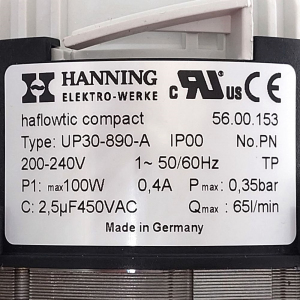 HANNING
ELEKTRO-WERKE
c RU US CE
haflowtic compact 56.00.153
Type: UP30-890-A IP00 No.PN
200-240V 1~ 50/60Hz TP
P1: max100W 0,4A Pmax: 0,35bar
C: 2,5µF450VAC Qmax: 65l/min
Made in Germany